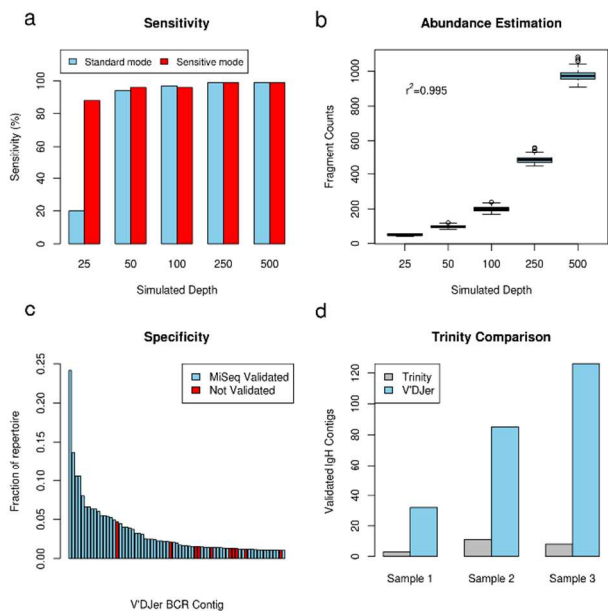 a
Sensitivity
Standard mode
Sensitive mode
Sensitivity (%)
0
20
40
60
80
100
25
50
100
250
500
Simulated Depth
b
Abundance Estimation
r²=0.995
Fragment Counts
0
200
400
600
800
1000
25
50
100
250
500
Simulated Depth
c
Specificity
MiSeq Validated
Not Validated
Fraction of repertoire
0.00
0.05
0.10
0.15
0.20
0.25
V'DJer BCR Contig
d
Trinity Comparison
Trinity
V'DJer
Validated IgH Contigs
0
20
40
60
80
100
120
Sample 1
Sample 2
Sample 3